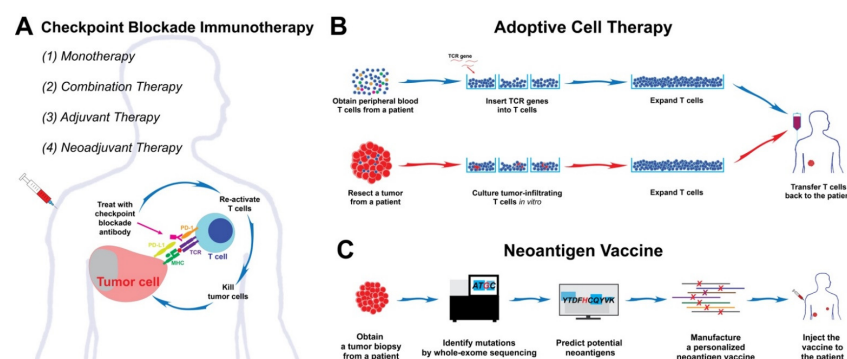 A Checkpoint Blockade Immunotherapy
(1) Monotherapy
(2) Combination Therapy
(3) Adjuvant Therapy
(4) Neoadjuvant Therapy
Treat with
checkpoint
blockade
antibody
Re-activate
T cells
PD-1
PD-L1
TCR
MHC
T cell
Tumor cell
Kill
tumor cells
B Adoptive Cell Therapy
TCR gene
Obtain peripheral blood
T cells from a patient
Insert TCR genes
into T cells
Expand T cells
Resect a tumor
from a patient
Culture tumor-infiltrating
T cells in vitro
Expand T cells
Transfer T cells
back to the patient
C Neoantigen Vaccine
ATGC
YTDFHCQYVK
Obtain
a tumor biopsy
from a patient
Identify mutations
by whole-exome sequencing
Predict potential
neoantigens
Manufacture
a personalized
neoantigen vaccine
Inject the
vaccine to
the patient